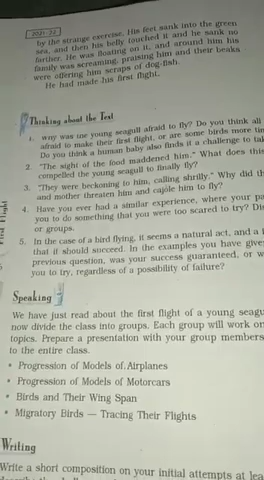 2021-22
by the strange exercise. His feet sank into the green
sea, and then his belly touched it and he sank no
farther. He was floating on it, and around him his
family was screaming, praising him and their beaks
were offering him scraps of dog-fish.
He had made his first flight.
Thinking about the Text
1. Why was the young seagull afraid to fly? Do you think all
afraid to make their first flight, or are some birds more tim
Do you think a human baby also finds it a challenge to tak
2. "The sight of the food maddened him." What does this
compelled the young seagull to finally fly?
3. "They were beckoning to him, calling shrilly." Why did th
and mother threaten him and cajole him to fly?
4. Have you ever had a similar experience, where your pa
you to do something that you were too scared to try? Di
or groups.
5. In the case of a bird flying, it seems a natural act, and a
that it should succeed. In the examples you have give
previous question, was your success guaranteed, or w
you to try, regardless of a possibility of failure?
Speaking
We have just read about the first flight of a young seagu
now divide the class into groups. Each group will work on
topics. Prepare a presentation with your group members
to the entire class.
• Progression of Models of Airplanes
• Progression of Models of Motorcars
• Birds and Their Wing Span
• Migratory Birds — Tracing Their Flights
Writing
Write a short composition on your initial attempts at lea